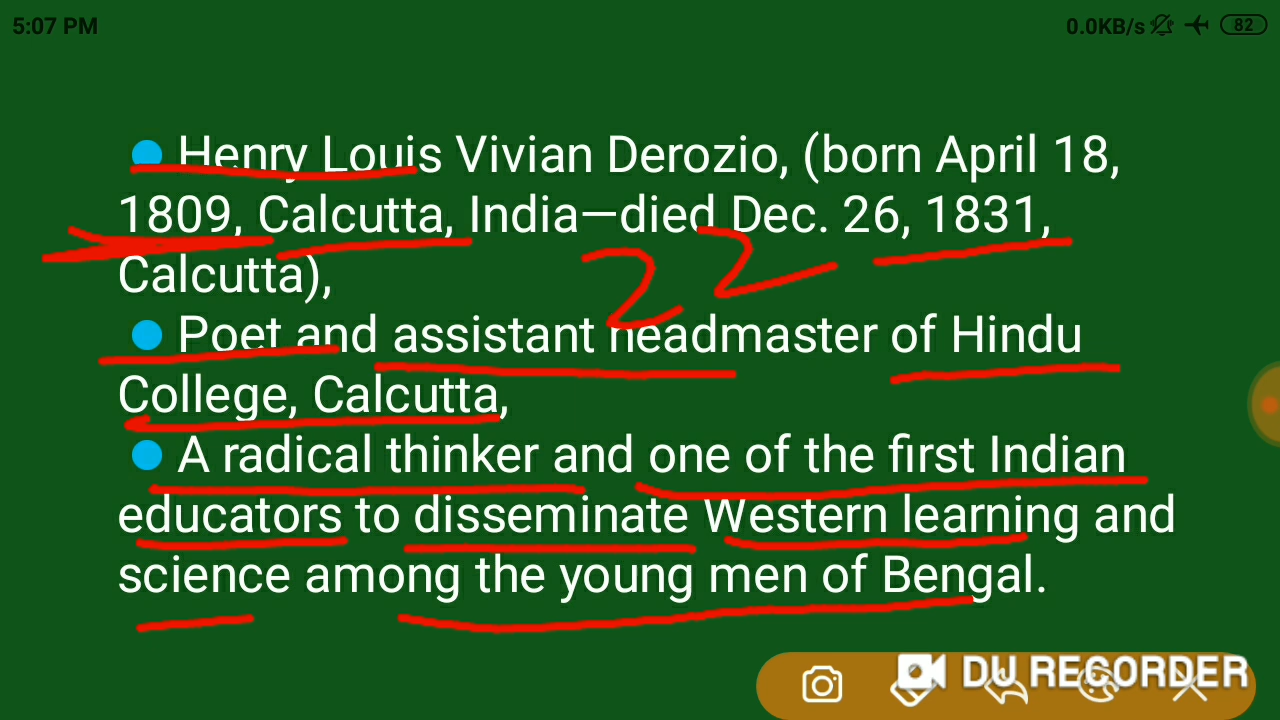 5:07 PM 0.0KB/s 82
Henry Louis Vivian Derozio, (born April 18,
1809, Calcutta, India—died Dec. 26, 1831,
Calcutta),
22
Poet and assistant headmaster of Hindu
College, Calcutta,
A radical thinker and one of the first Indian
educators to disseminate Western learning and
science among the young men of Bengal.
DU RECORDER